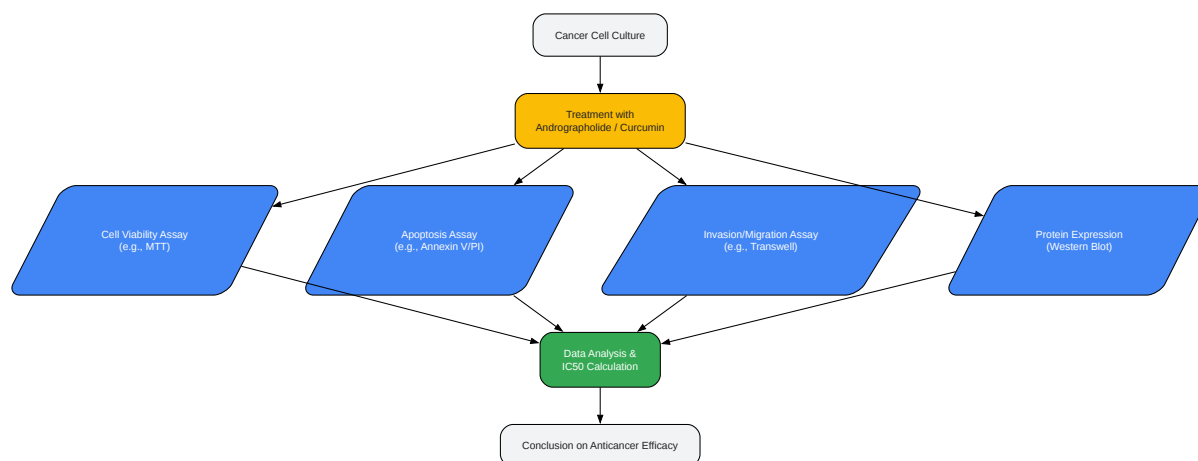 Cancer Cell Culture
Treatment with
Andrographolide / Curcumin
Cell Viability Assay
(e.g., MTT)
Apoptosis Assay
(e.g., Annexin V/PI)
Invasion/Migration Assay
(e.g., Transwell)
Protein Expression
(Western Blot)
Data Analysis &
IC50 Calculation
Conclusion on Anticancer Efficacy